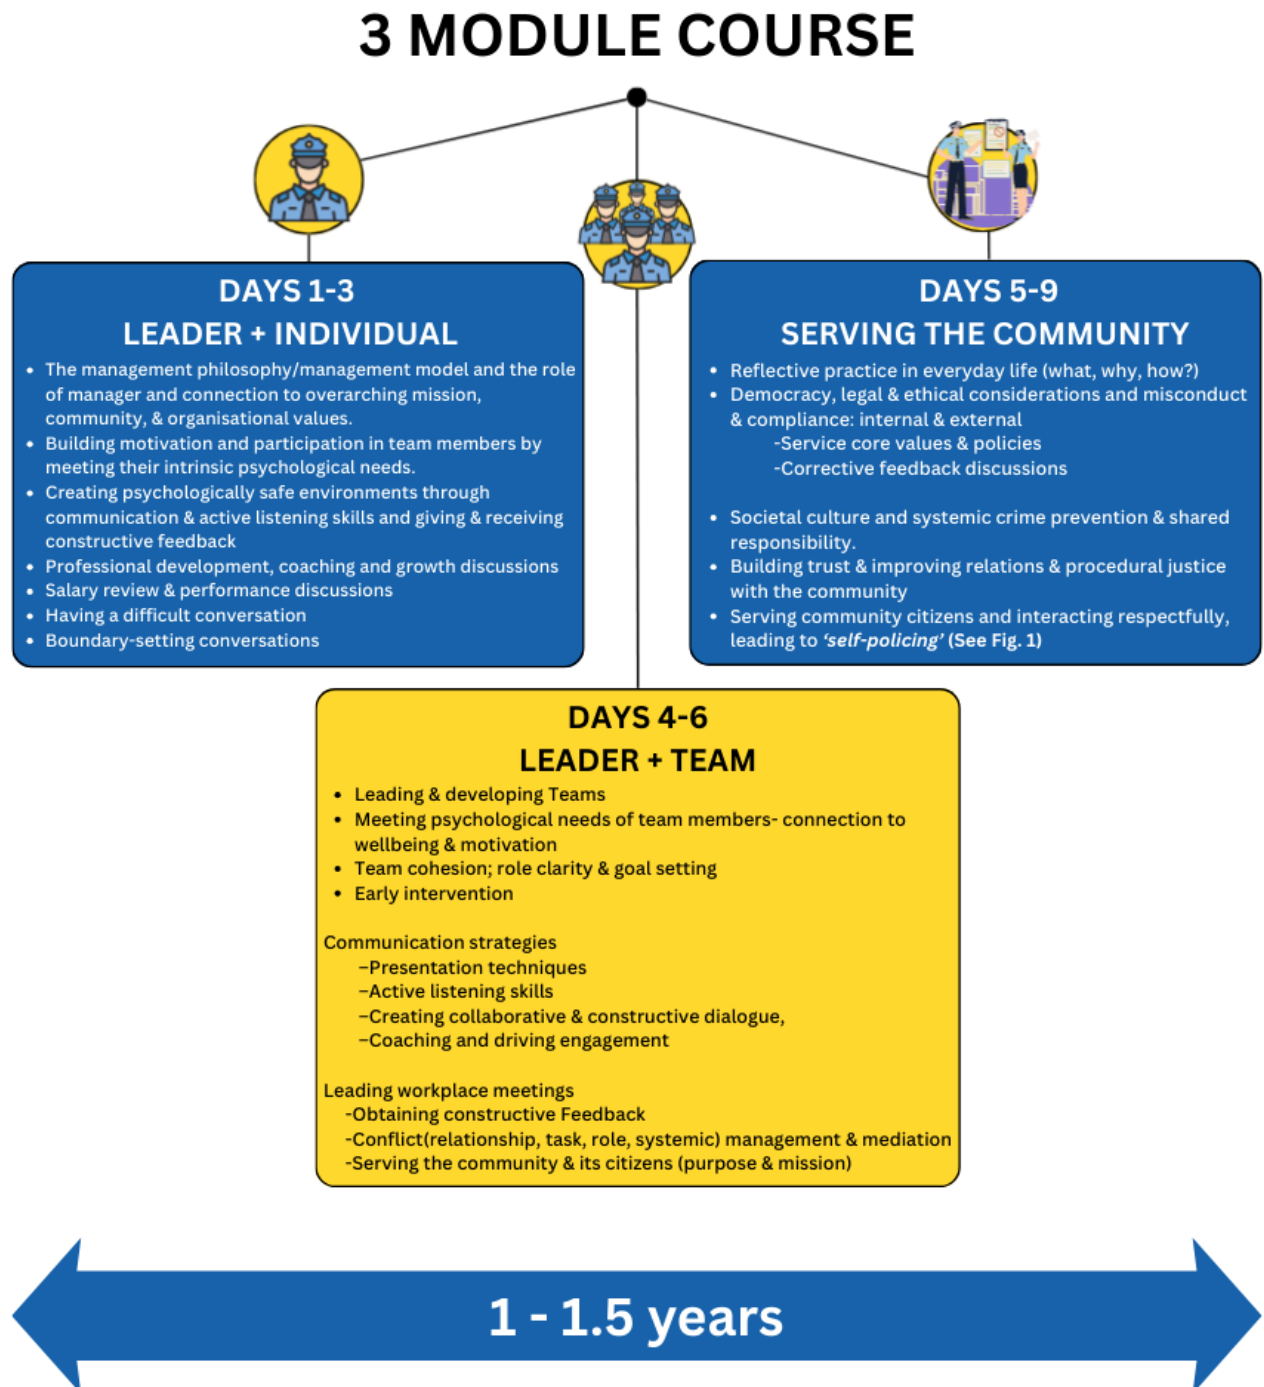 3 MODULE COURSE
DAYS 1-3
LEADER + INDIVIDUAL
• The management philosophy/management model and the role
of manager and connection to overarching mission,
community, & organisational values.
• Building motivation and participation in team members by
meeting their intrinsic psychological needs.
• Creating psychologically safe environments through
communication & active listening skills and giving & receiving
constructive feedback
• Professional development, coaching and growth discussions
• Salary review & performance discussions
• Having a difficult conversation
• Boundary-setting conversations
DAYS 5-9
SERVING THE COMMUNITY
• Reflective practice in everyday life (what, why, how?)
• Democracy, legal & ethical considerations and misconduct
& compliance: internal & external
-Service core values & policies
-Corrective feedback discussions
• Societal culture and systemic crime prevention & shared
responsibility.
• Building trust & improving relations & procedural justice
with the community
• Serving community citizens and interacting respectfully,
leading to ‘self-policing’ (See Fig. 1)
DAYS 4-6
LEADER + TEAM
• Leading & developing Teams
• Meeting psychological needs of team members- connection to
wellbeing & motivation
• Team cohesion; role clarity & goal setting
• Early intervention
Communication strategies
–Presentation techniques
–Active listening skills
–Creating collaborative & constructive dialogue,
–Coaching and driving engagement
Leading workplace meetings
-Obtaining constructive Feedback
-Conflict(relationship, task, role, systemic) management & mediation
-Serving the community & its citizens (purpose & mission)
1 - 1.5 years